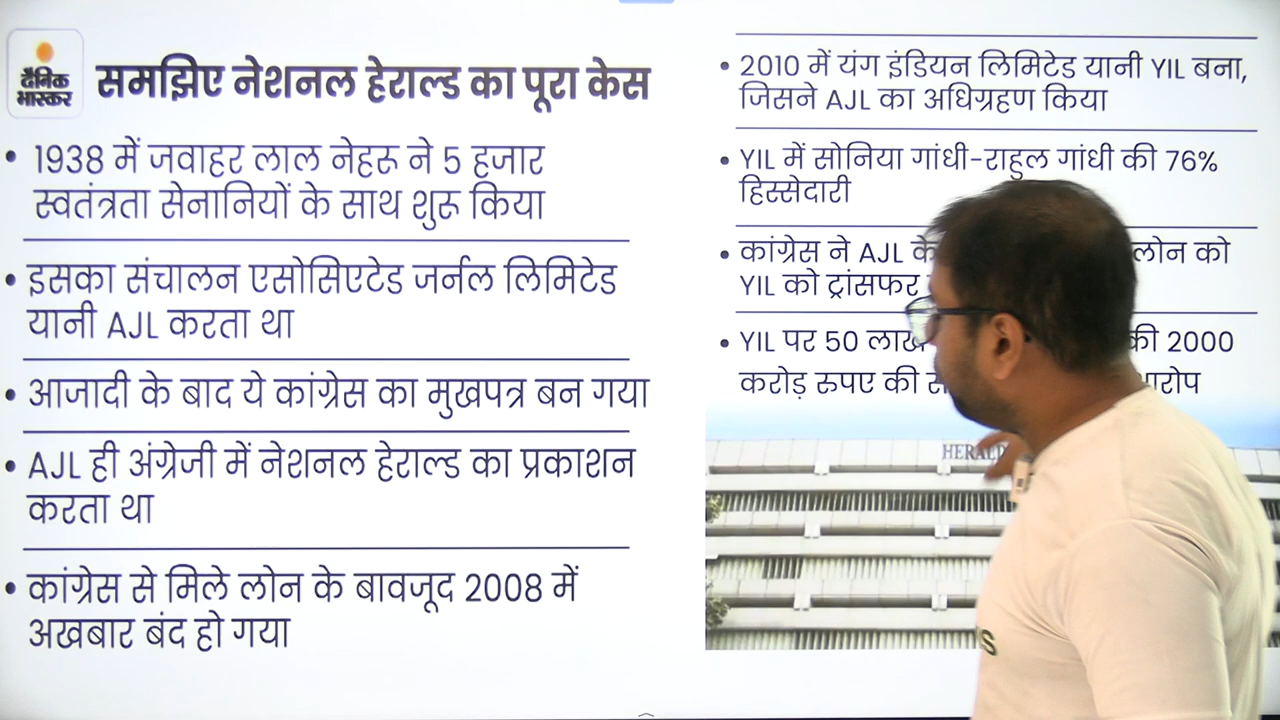 दैनिक
भास्कर
समझिए नेशनल हेराल्ड का पूरा केस
• 1938 में जवाहर लाल नेहरू ने 5 हजार
स्वतंत्रता सेनानियों के साथ शुरू किया
• इसका संचालन एसोसिएटेड जर्नल लिमिटेड
यानी AJL करता था
• आजादी के बाद ये कांग्रेस का मुखपत्र बन गया
• AJL ही अंग्रेजी में नेशनल हेराल्ड का प्रकाशन
करता था
• कांग्रेस से मिले लोन के बावजूद 2008 में
अखबार बंद हो गया
• 2010 में यंग इंडियन लिमिटेड यानी YIL बना,
जिसने AJL का अधिग्रहण किया
• YIL में सोनिया गांधी-राहुल गांधी की 76%
हिस्सेदारी
• कांग्रेस ने AJL के लोन को
YIL को ट्रांसफर
• YIL पर 50 लाख की 2000
करोड़ रुपए की
HERALD